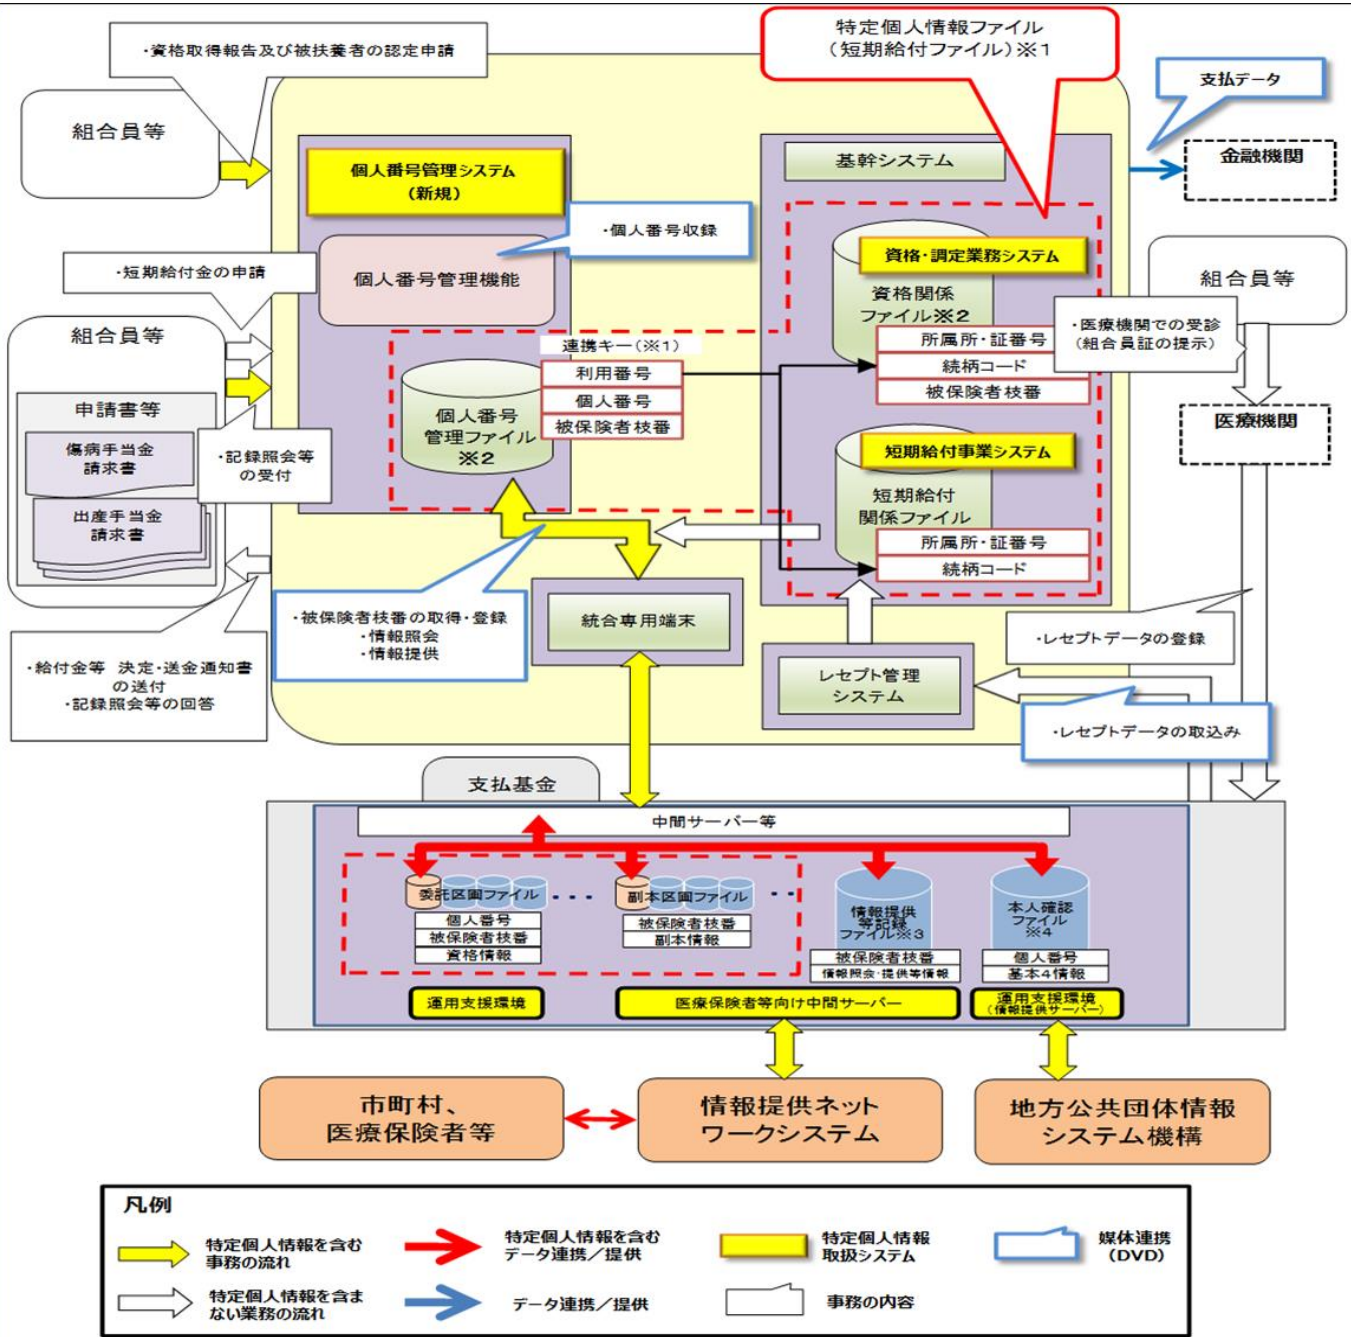 ・資格取得報告及び被扶養者の認定申請
特定個人情報ファイル
（短期給付ファイル）※1
支払データ
組合員等
金融機関
個人番号管理システム
（新規）
基幹システム
・個人番号収録
個人番号管理機能
資格・調定業務システム
資格関係
ファイル※2
所属所・証番号
続柄コード
被保険者枝番
組合員等
・医療機関での受診
（組合員証の提示）
医療機関
・短期給付金の申請
組合員等
申請書等
傷病手当金
請求書
出産手当金
請求書
・記録照会等
の受付
連携キー（※1）
利用番号
個人番号
被保険者枝番
個人番号
管理ファイル
※2
短期給付事業システム
短期給付
関係ファイル
所属所・証番号
続柄コード
・被保険者枝番の取得・登録
・情報照会
・情報提供
統合専用端末
・給付金等 決定・送金通知書
の送付
・記録照会等の回答
レセプト管理
システム
・レセプトデータの登録
・レセプトデータの取込み
支払基金
中間サーバー等
委託区画ファイル
・・・・
個人番号
被保険者枝番
資格情報
副本区画ファイル
・・
被保険者枝番
副本情報
情報提供
等記録
ファイル※3
被保険者枝番
情報照会・提供等情報
本人確認
ファイル
※4
個人番号
基本4情報
運用支援環境
医療保険者等向け中間サーバー
運用支援環境
（情報提供サーバー）
市町村、
医療保険者等
情報提供ネット
ワークシステム
地方公共団体情報
システム機構
凡例
特定個人情報を含む
事務の流れ
特定個人情報を含む
データ連携／提供
特定個人情報
取扱システム
媒体連携
（DVD）
特定個人情報を含ま
ない業務の流れ
データ連携／提供
事務の内容